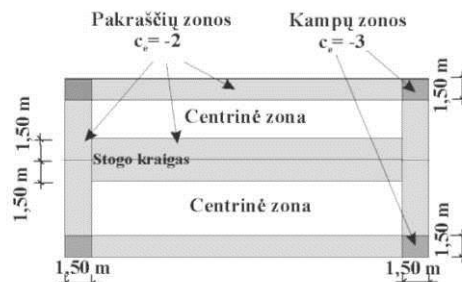 Pakraščių zonos
cₑ= -2
Kampų zonos
cₑ= -3
1,50 m
Centrinė zona
1,50 m
Stogo kraigas
1,50 m
Centrinė zona
1,50 m
1,50 m
1,50 m